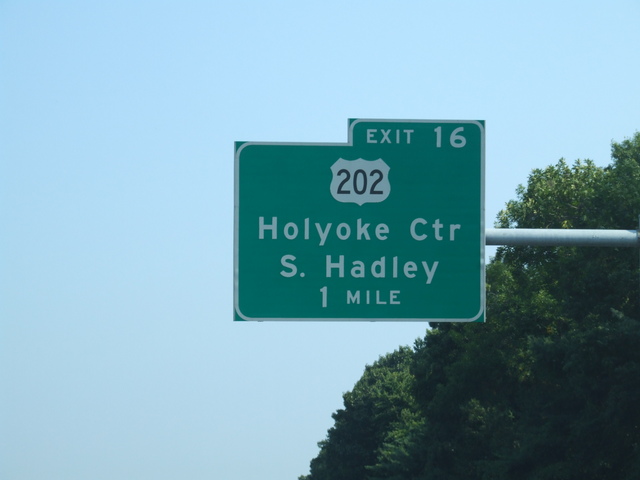 EXIT 16
202
Holyoke Ctr
S. Hadley
1 MILE